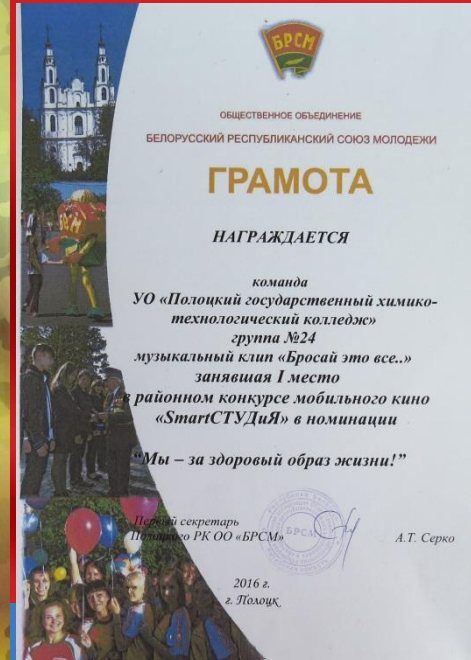 БРСМ
ОБЩЕСТВЕННОЕ ОБЪЕДИНЕНИЕ
БЕЛОРУССКИЙ РЕСПУБЛИКАНСКИЙ СОЮЗ МОЛОДЕЖИ
ГРАМОТА
НАГРАЖДАЕТСЯ
команда
УО «Полоцкий государственный химико-
технологический колледж»
группа №24
музыкальный клип «Бросай это все..»
занявшая I место
в районном конкурсе мобильного кино
«SmartСТУДиЯ» в номинации
“Мы – за здоровый образ жизни!”
Первый секретарь
Полоцкого РК ОО «БРСМ»
БРСМ
А.Т. Серко
2016 г.
г. Полоцк
БРСМ